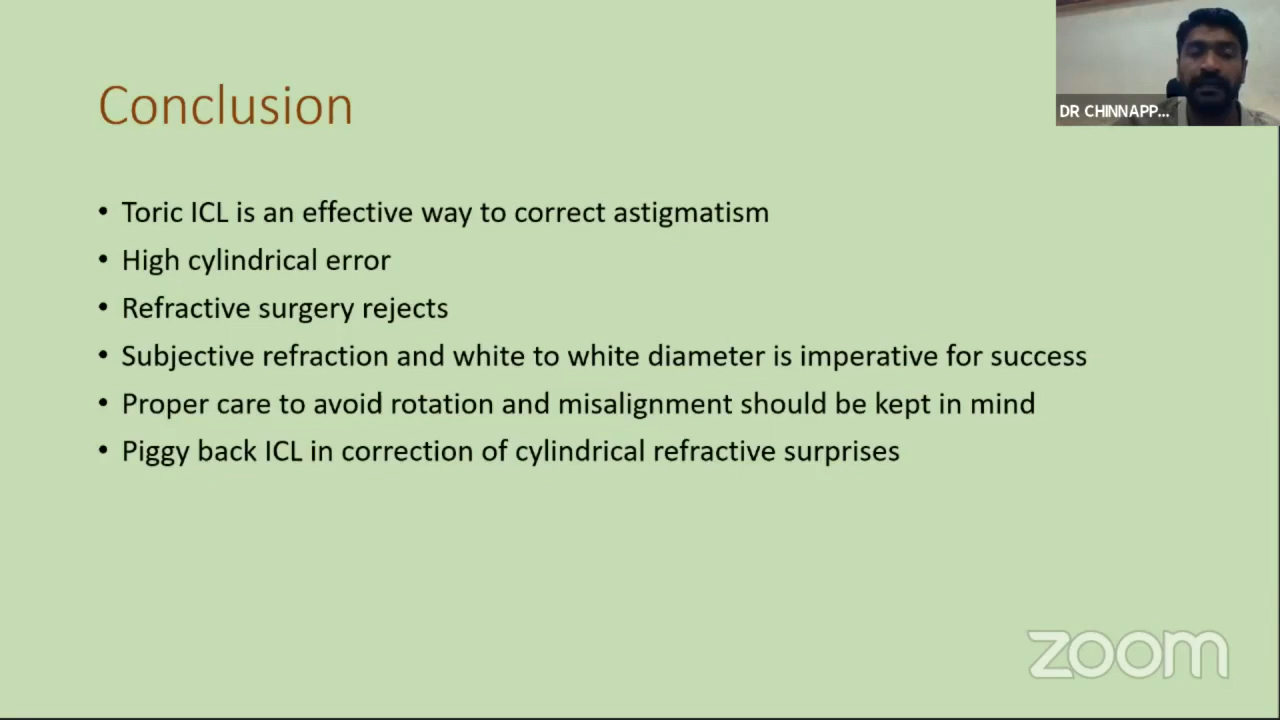 DR CHINNAPP...
Conclusion
• Toric ICL is an effective way to correct astigmatism
• High cylindrical error
• Refractive surgery rejects
• Subjective refraction and white to white diameter is imperative for success
• Proper care to avoid rotation and misalignment should be kept in mind
• Piggy back ICL in correction of cylindrical refractive surprises
zoom